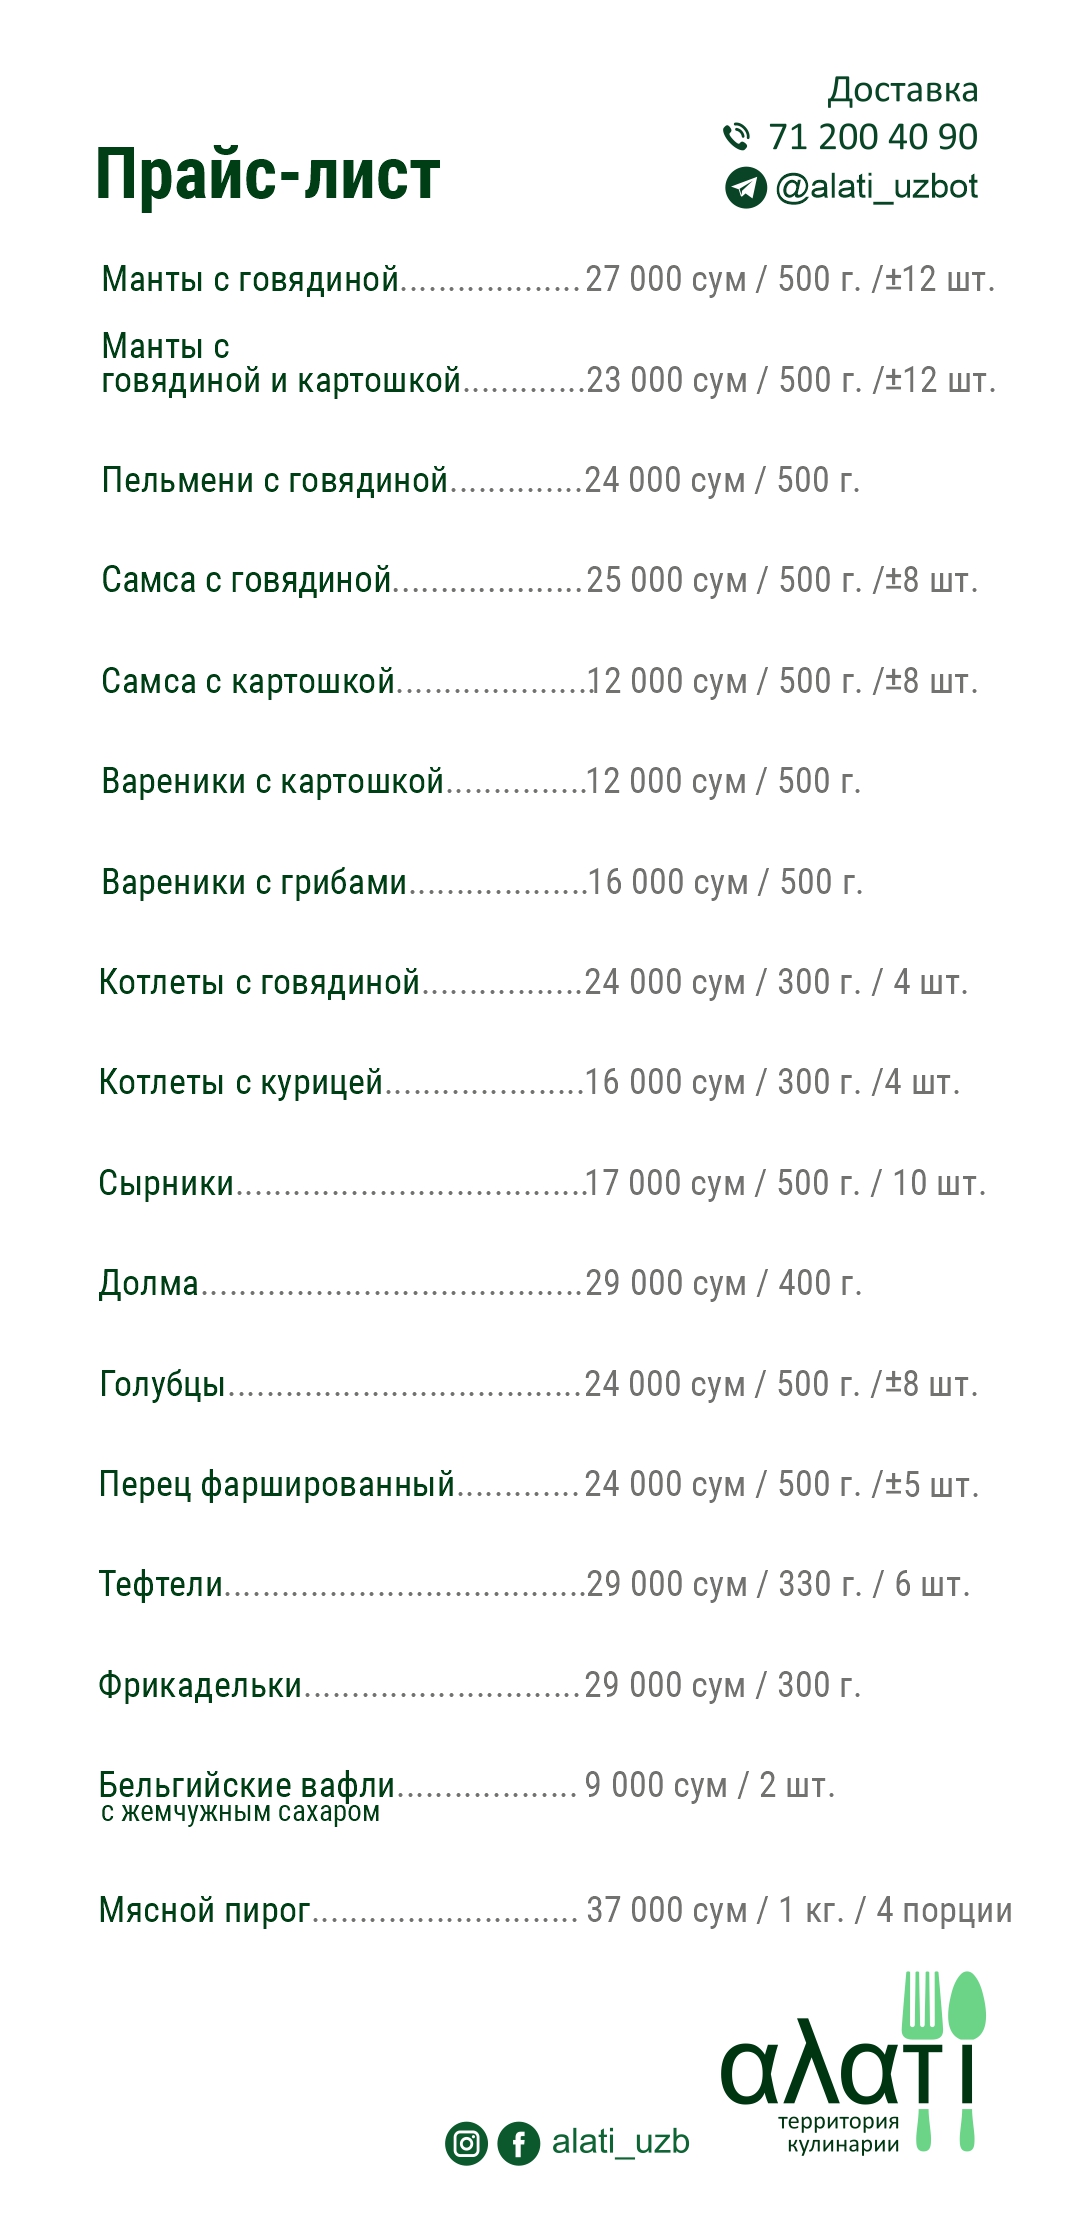 Доставка
71 200 40 90
Прайс-лист
@alati_uzbot
Манты с говядиной...................27 000 сум / 500 г. /±12 шт.
Манты с
говядиной и картошкой.............23 000 сум / 500 г. /±12 шт.
Пельмени с говядиной..............24 000 сум / 500 г.
Самса с говядиной....................25 000 сум / 500 г. /±8 шт.
Самса с картошкой.....................12 000 сум / 500 г. /±8 шт.
Вареники с картошкой...............12 000 сум / 500 г.
Вареники с грибами...................16 000 сум / 500 г.
Котлеты с говядиной.................24 000 сум / 300 г. / 4 шт.
Котлеты с курицей.....................16 000 сум / 300 г. /4 шт.
Сырники.....................................17 000 сум / 500 г. / 10 шт.
Долма........................................29 000 сум / 400 г.
Голубцы.....................................24 000 сум / 500 г. /±8 шт.
Перец фаршированный.............24 000 сум / 500 г. /±5 шт.
Тефтели......................................29 000 сум / 330 г. / 6 шт.
Фрикадельки.............................29 000 сум / 300 г.
Бельгийские вафли................... 9 000 сум / 2 шт.
с жемчужным сахаром
Мясной пирог............................ 37 000 сум / 1 кг. / 4 порции
αλατι
территория
кулинарии
alati_uzb